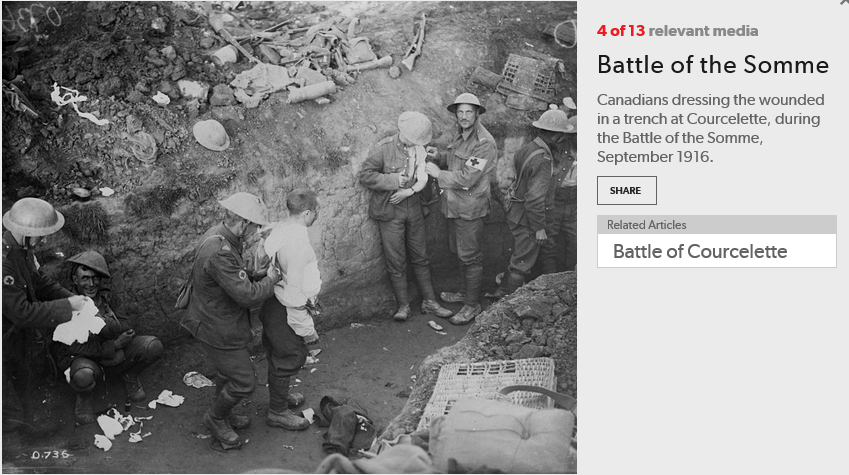 4 of 13 relevant media
Battle of the Somme
Canadians dressing the wounded
in a trench at Courcelette, during
the Battle of the Somme,
September 1916.
SHARE
Related Articles
Battle of Courcelette
O.736